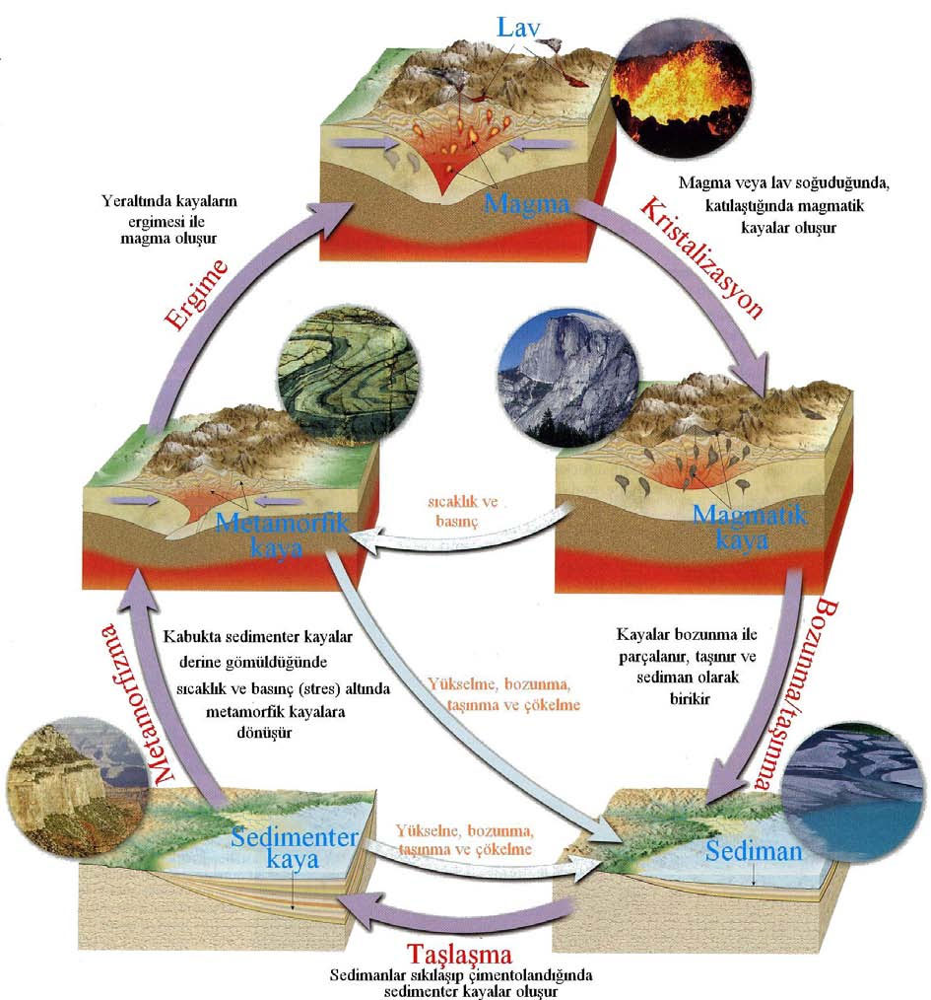 Lav
Magma
Yeraltında kayaların
ergimesi ile
magma oluşur
Magma veya lav soğuduğunda,
katılaştığında magmatik
kayalar oluşur
Ergime
Kristalizasyon
Metamorfik
kaya
sıcaklık ve
basınç
Magmatik
kaya
Metamorfizma
Kabukta sedimenter kayalar
derine gömüldüğünde
sıcaklık ve basınç (stres) altında
metamorfik kayalara
dönüşür
Yükselme, bozunma,
taşınma ve çökelme
Kayalar bozunma ile
parçalanır, taşınır ve
sediman olarak
birikir
Bozunma/taşınma
Sedimenter
kaya
Yükselne, bozunma,
taşınma ve çökelme
Sediman
Taşlaşma
Sedimanlar sıkılaşıp çimentolandığında
sedimenter kayalar oluşur